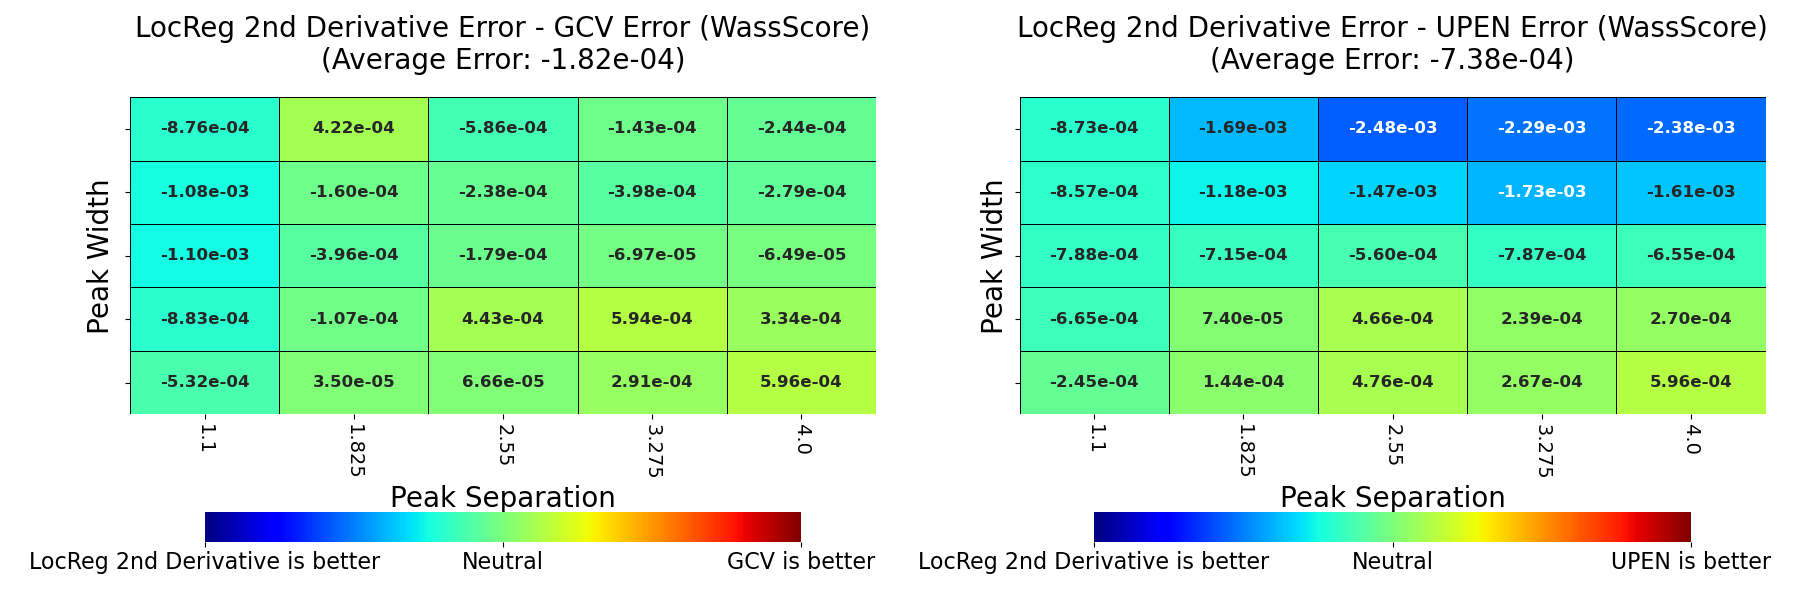 LocReg 2nd Derivative Error - GCV Error (WassScore)
(Average Error: -1.82e-04)
Peak Width
-8.76e-04 4.22e-04 -5.86e-04 -1.43e-04 -2.44e-04
-1.08e-03 -1.60e-04 -2.38e-04 -3.98e-04 -2.79e-04
-1.10e-03 -3.96e-04 -1.79e-04 -6.97e-05 -6.49e-05
-8.83e-04 -1.07e-04 4.43e-04 5.94e-04 3.34e-04
-5.32e-04 3.50e-05 6.66e-05 2.91e-04 5.96e-04
1.1 1.825 2.55 3.275 4.0
Peak Separation
LocReg 2nd Derivative is better Neutral GCV is better
LocReg 2nd Derivative Error - UPEN Error (WassScore)
(Average Error: -7.38e-04)
Peak Width
-8.73e-04 -1.69e-03 -2.48e-03 -2.29e-03 -2.38e-03
-8.57e-04 -1.18e-03 -1.47e-03 -1.73e-03 -1.61e-03
-7.88e-04 -7.15e-04 -5.60e-04 -7.87e-04 -6.55e-04
-6.65e-04 7.40e-05 4.66e-04 2.39e-04 2.70e-04
-2.45e-04 1.44e-04 4.76e-04 2.67e-04 5.96e-04
1.1 1.825 2.55 3.275 4.0
Peak Separation
LocReg 2nd Derivative is better Neutral UPEN is better